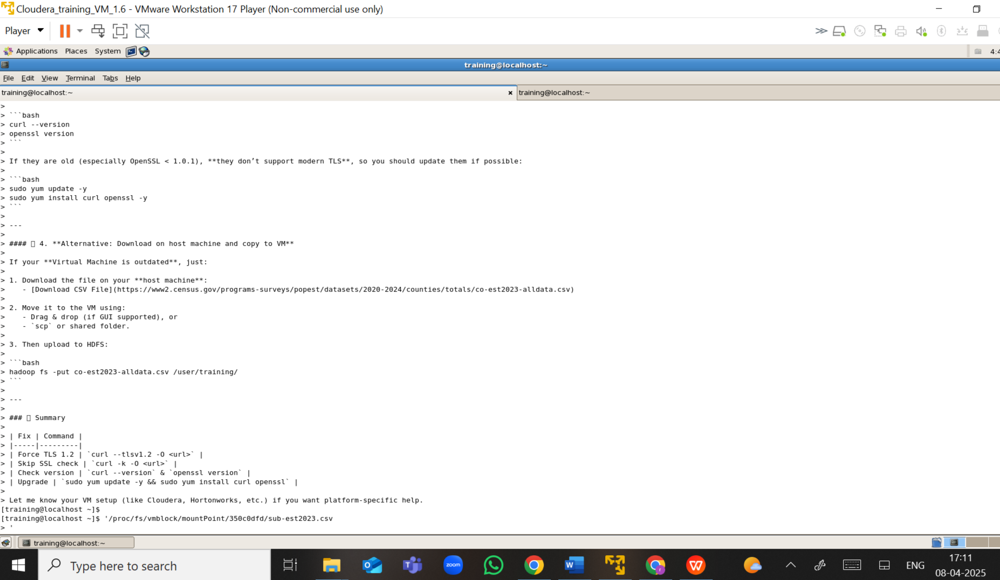 Cloudera_training_VM_1.6 - VMware Workstation 17 Player (Non-commercial use only)
Player
Applications Places System
4:4
training@localhost:~
File Edit View Terminal Tabs Help
training@localhost:~ training@localhost:~
>
> ```bash
> curl --version
> openssl version
> ```
>
> If they are old (especially OpenSSL < 1.0.1), **they don’t support modern TLS**, so you should update them if possible:
>
> ```bash
> sudo yum update -y
> sudo yum install curl openssl -y
> ```
>
> ---
>
> #### 4. **Alternative: Download on host machine and copy to VM**
>
> If your **Virtual Machine is outdated**, just:
>
> 1. Download the file on your **host machine**:
>    - [Download CSV File](https://www2.census.gov/programs-surveys/popest/datasets/2020-2024/counties/totals/co-est2023-alldata.csv)
>
> 2. Move it to the VM using:
>    - Drag & drop (if GUI supported), or
>    - `scp` or shared folder.
>
> 3. Then upload to HDFS:
>
> ```bash
> hadoop fs -put co-est2023-alldata.csv /user/training/
> ```
>
> ---
>
> ### Summary
>
> | Fix | Command |
> |-----|---------|
> | Force TLS 1.2 | `curl --tlsv1.2 -O <url>` |
> | Skip SSL check | `curl -k -O <url>` |
> | Check version | `curl --version` & `openssl version` |
> | Upgrade | `sudo yum update -y && sudo yum install curl openssl` |
>
> Let me know your VM setup (like Cloudera, Hortonworks, etc.) if you want platform-specific help.
[training@localhost ~]$
[training@localhost ~]$ '/proc/fs/vmblock/mountPoint/350c0dfd/sub-est2023.csv
> '
training@localhost:~
Type here to search
zoom
ENG
17:11
08-04-2025